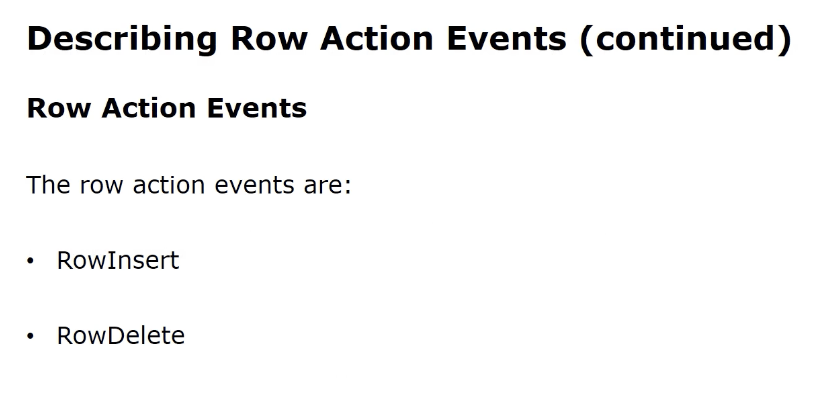 Describing Row Action Events (continued)
Row Action Events
The row action events are:
• RowInsert
• RowDelete